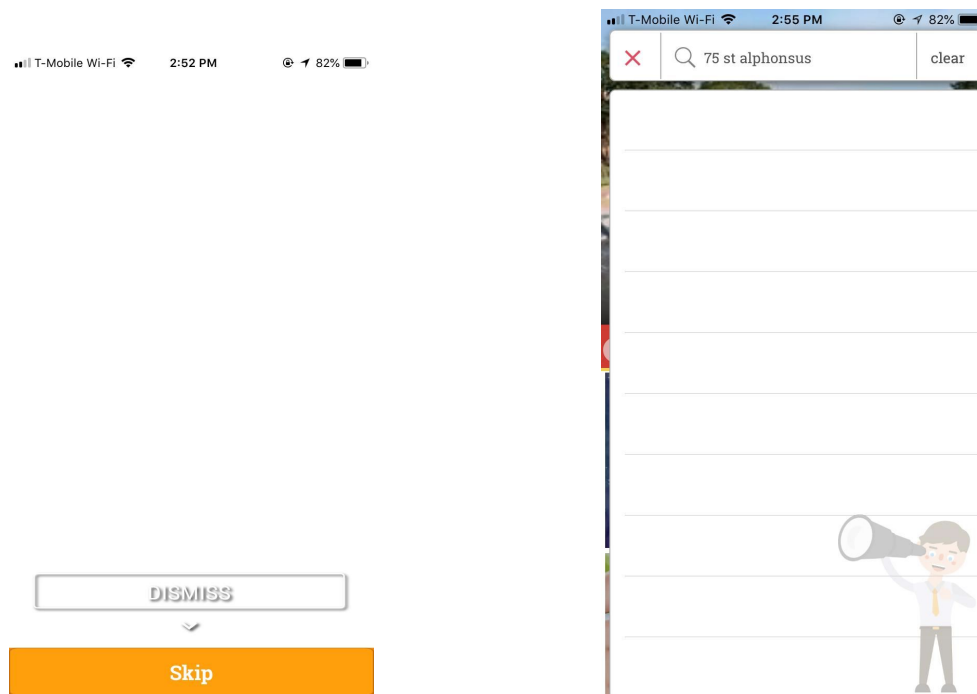 T-Mobile Wi-Fi 2:52 PM 82%
DISMISS
Skip
T-Mobile Wi-Fi 2:55 PM 82%
75 st alphonsus clear